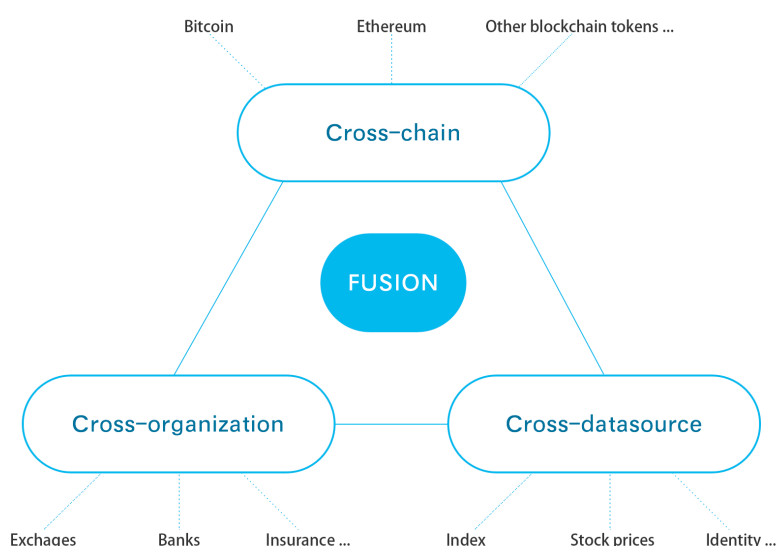 Bitcoin
Ethereum
Other blockchain tokens ...
Cross-chain
FUSION
Cross-organization
Cross-datasource
Exchages
Banks
Insurance ...
Index
Stock prices
Identity ...